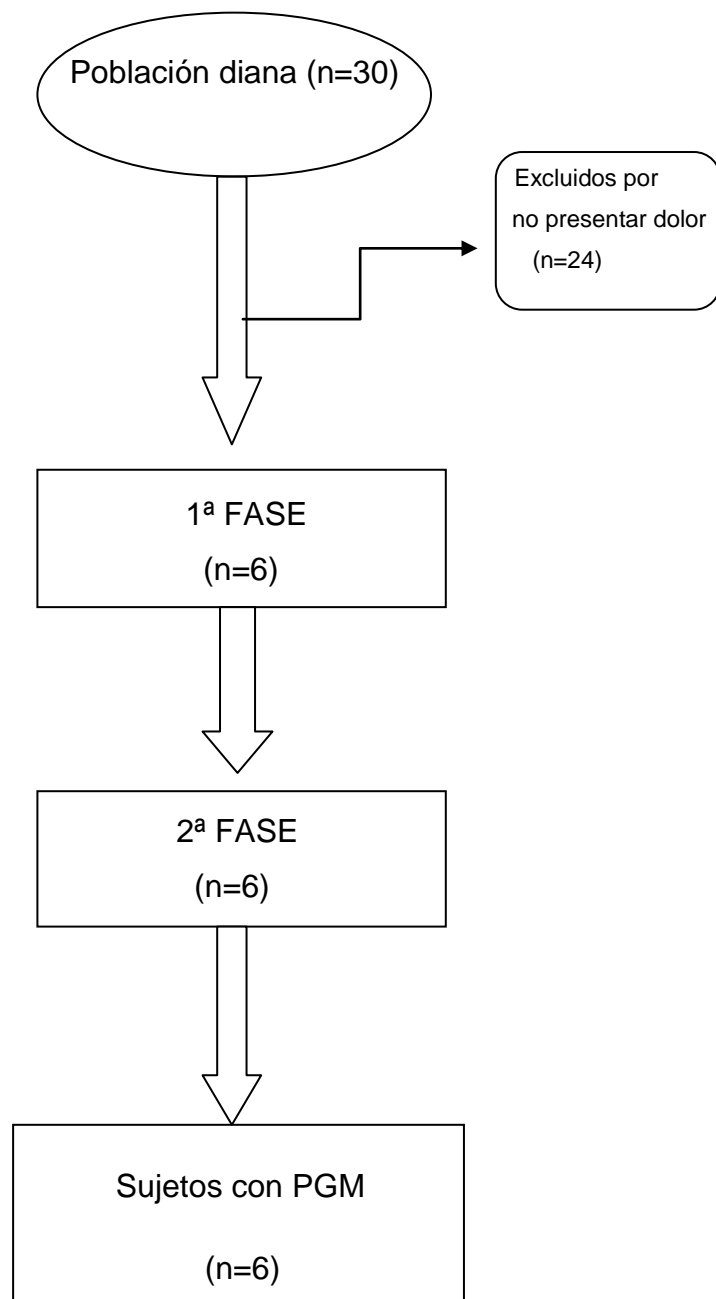 Población diana (n=30)
Excluidos por
no presentar dolor
(n=24)
1ª FASE
(n=6)
2ª FASE
(n=6)
Sujetos con PGM
(n=6)